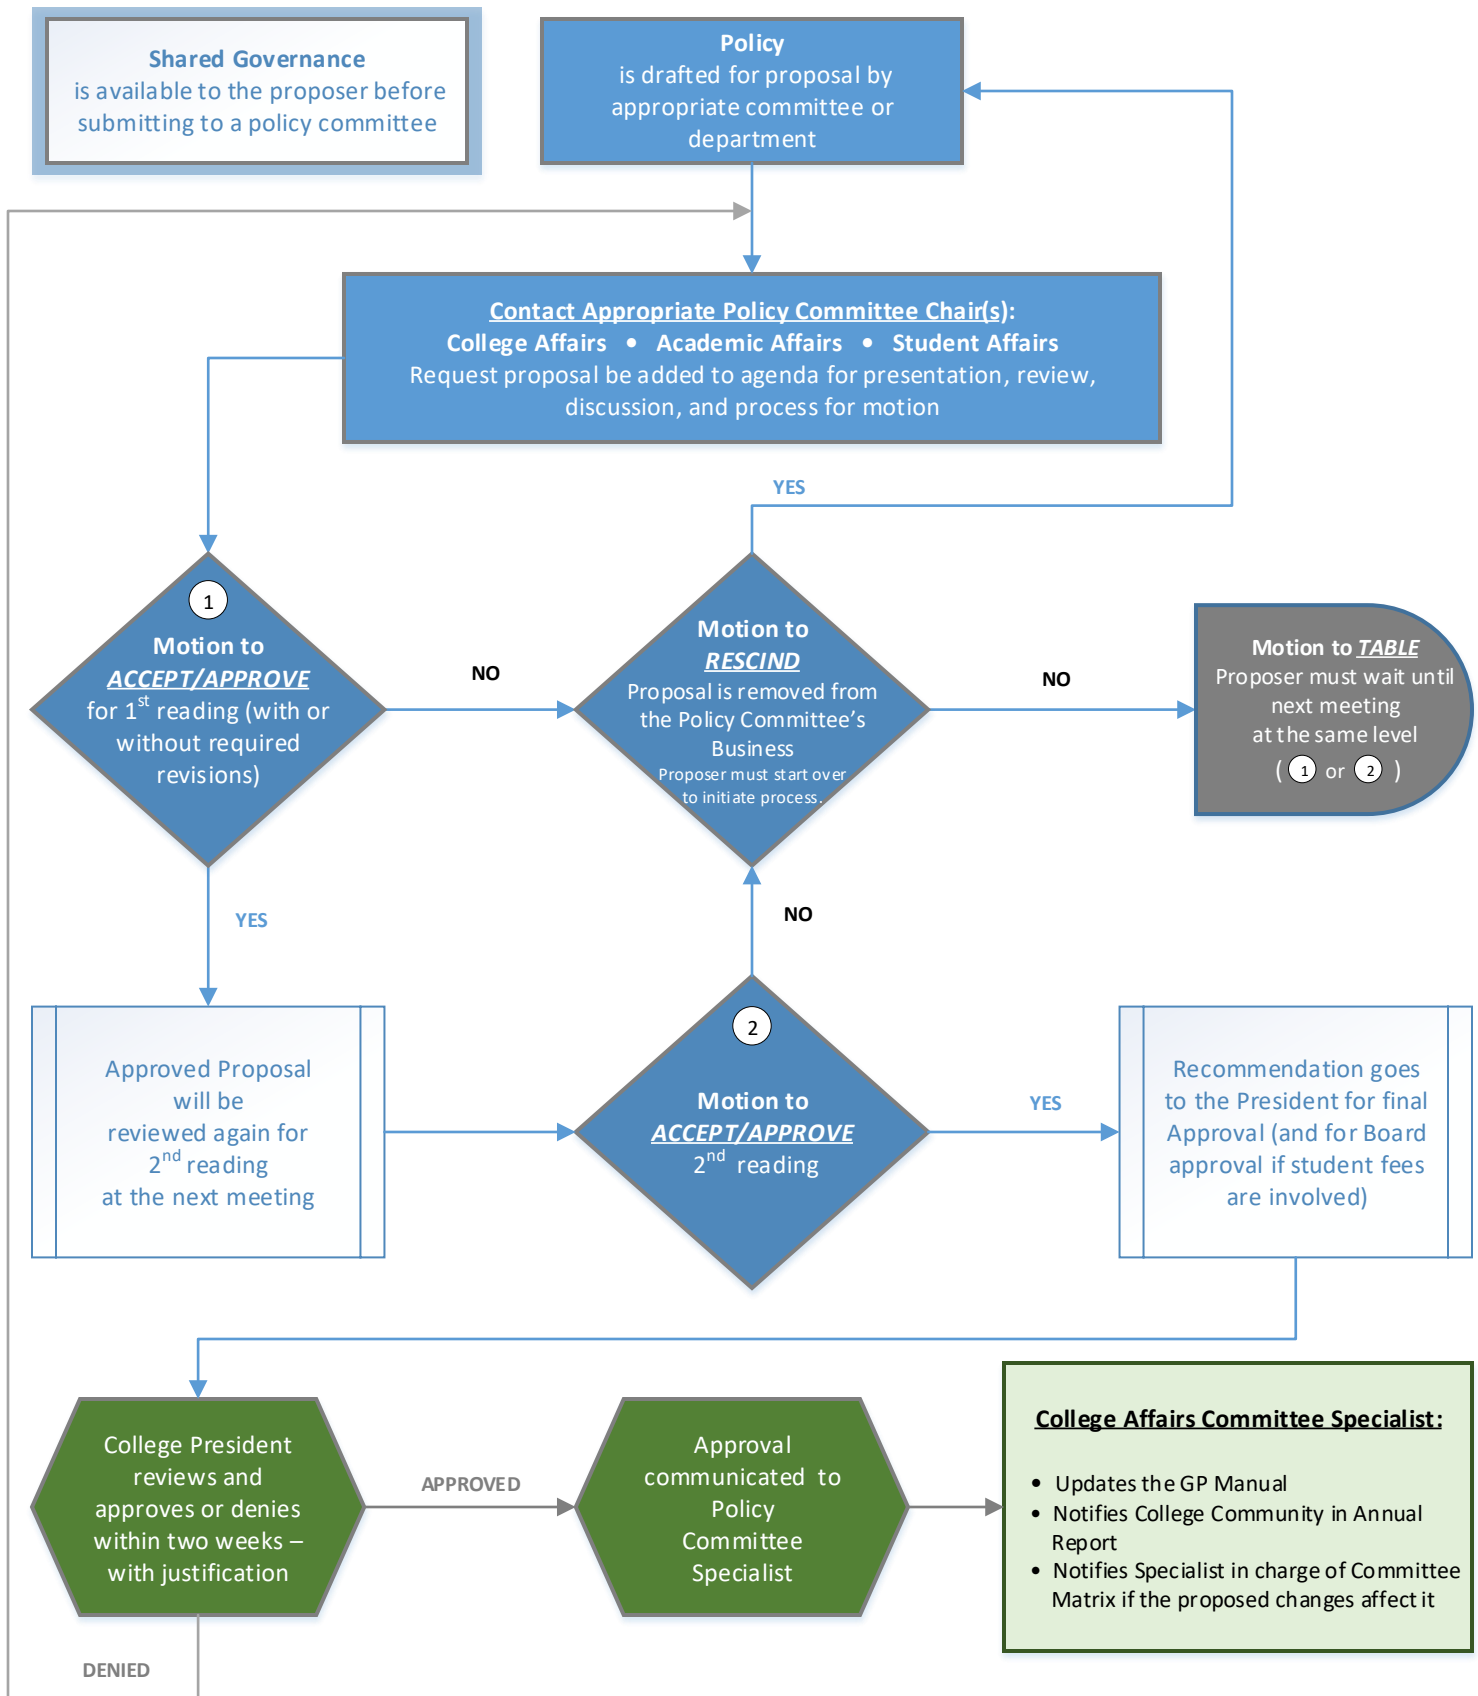 Shared Governance
is available to the proposer before
submitting to a policy committee
Policy
is drafted for proposal by
appropriate committee or
department
Contact Appropriate Policy Committee Chair(s):
College Affairs • Academic Affairs • Student Affairs
Request proposal be added to agenda for presentation, review,
discussion, and process for motion
YES
1
Motion to
ACCEPT/APPROVE
for 1st reading (with or
without required
revisions)
NO
Motion to
RESCIND
Proposal is removed from
the Policy Committee’s
Business
Proposer must start over
to initiate process.
NO
Motion to TABLE
Proposer must wait until
next meeting
at the same level
( 1 or 2 )
YES
NO
Approved Proposal
will be
reviewed again for
2nd reading
at the next meeting
2
Motion to
ACCEPT/APPROVE
2nd reading
YES
Recommendation goes
to the President for final
Approval (and for Board
approval if student fees
are involved)
College President
reviews and
approves or denies
within two weeks –
with justification
APPROVED
Approval
communicated to
Policy
Committee
Specialist
College Affairs Committee Specialist:
• Updates the GP Manual
• Notifies College Community in Annual
Report
• Notifies Specialist in charge of Committee
Matrix if the proposed changes affect it
DENIED